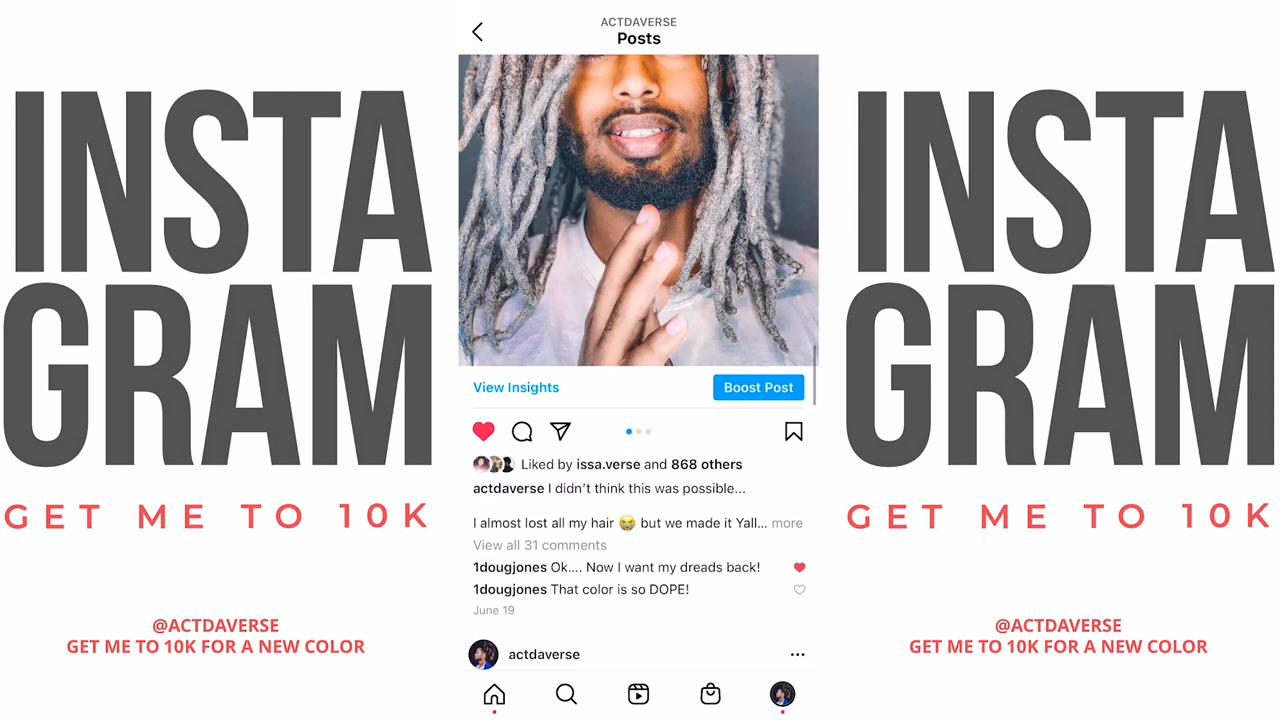 INSTA
GRAM
GET ME TO 10K
@ACTDAVERSE
GET ME TO 10K FOR A NEW COLOR
ACTDAVERSE
Posts
View Insights
Boost Post
Liked by issa.verse and 868 others
actdaverse I didn't think this was possible...
I almost lost all my hair 😭 but we made it Yall... more
View all 31 comments
1dougjones Ok.... Now I want my dreads back!
1dougjones That color is so DOPE!
June 19
actdaverse
INSTA
GRAM
GET ME TO 10K
@ACTDAVERSE
GET ME TO 10K FOR A NEW COLOR